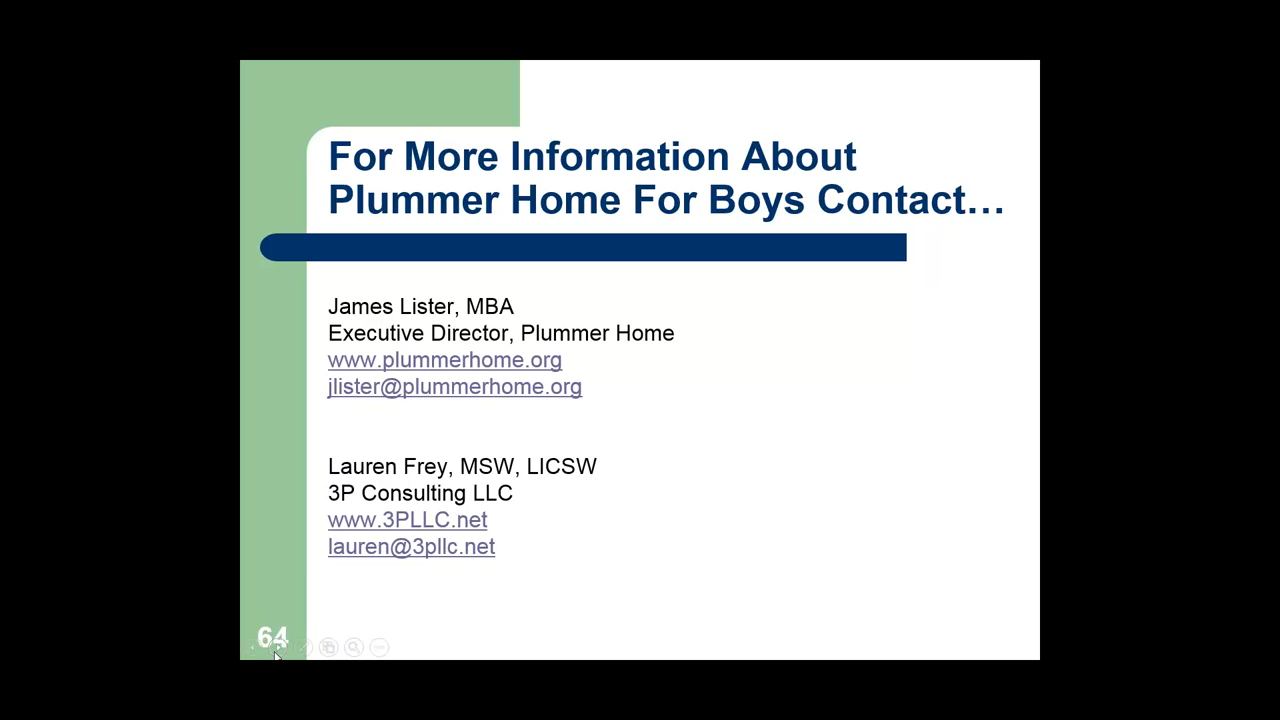 For More Information About
Plummer Home For Boys Contact…
James Lister, MBA
Executive Director, Plummer Home
www.plummerhome.org
jlister@plummerhome.org
Lauren Frey, MSW, LICSW
3P Consulting LLC
www.3PLLC.net
lauren@3pllc.net
64